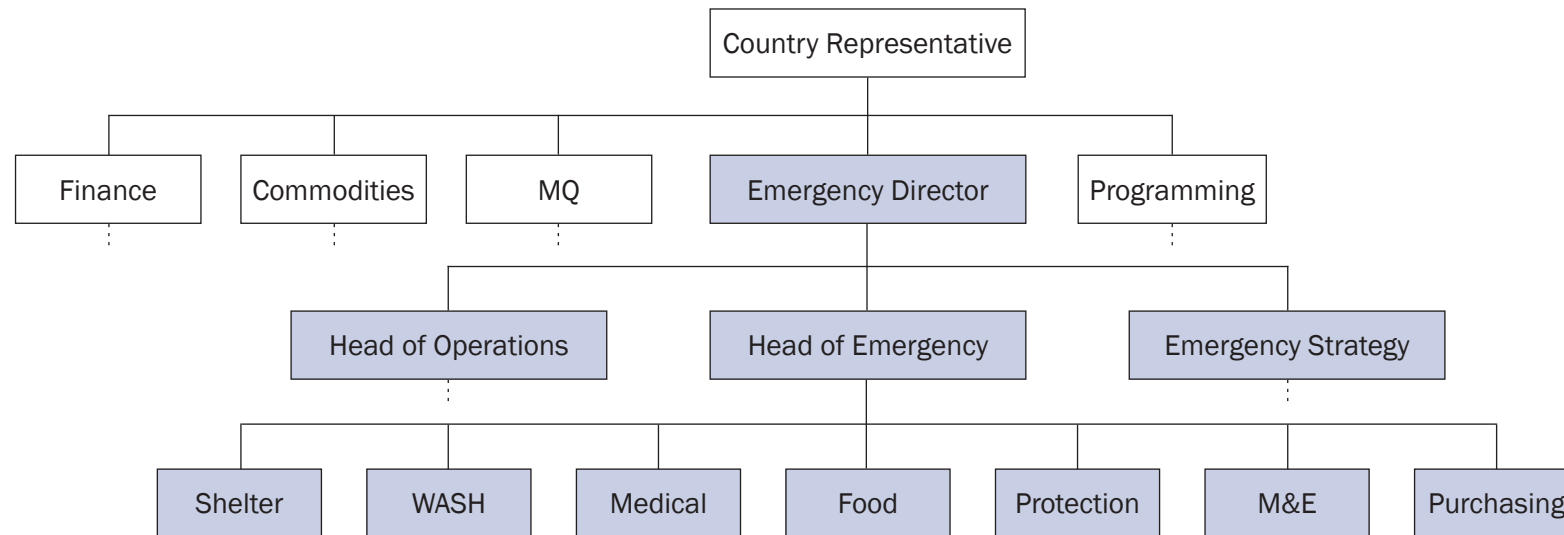 Country Representative
Finance
Commodities
MQ
Emergency Director
Programming
Head of Operations
Head of Emergency
Emergency Strategy
Shelter
WASH
Medical
Food
Protection
M&E
Purchasing